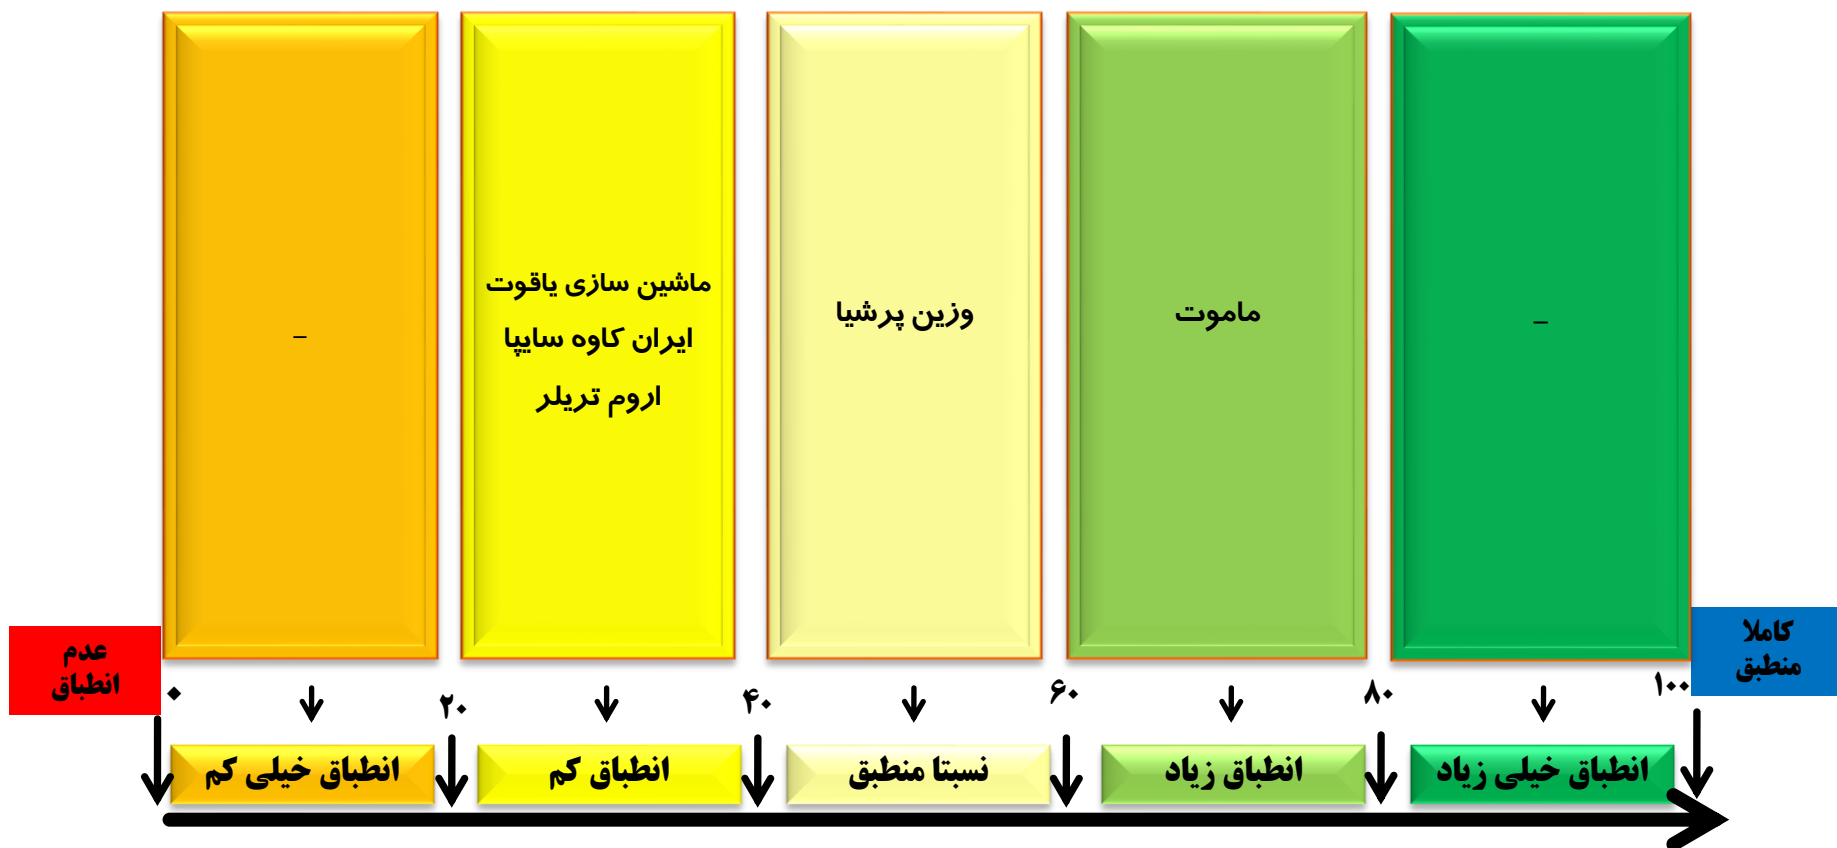 _
ماشین سازی یاقوت
ایران کاوه سایپا
اروم تریلر
وزین پرشیا
ماموت
_
عدم
انطباق
کاملا
منطبق
۰
۲۰
۴۰
۶۰
۸۰
۱۰۰
انطباق خیلی کم
انطباق کم
نسبتا منطبق
انطباق زیاد
انطباق خیلی زیاد